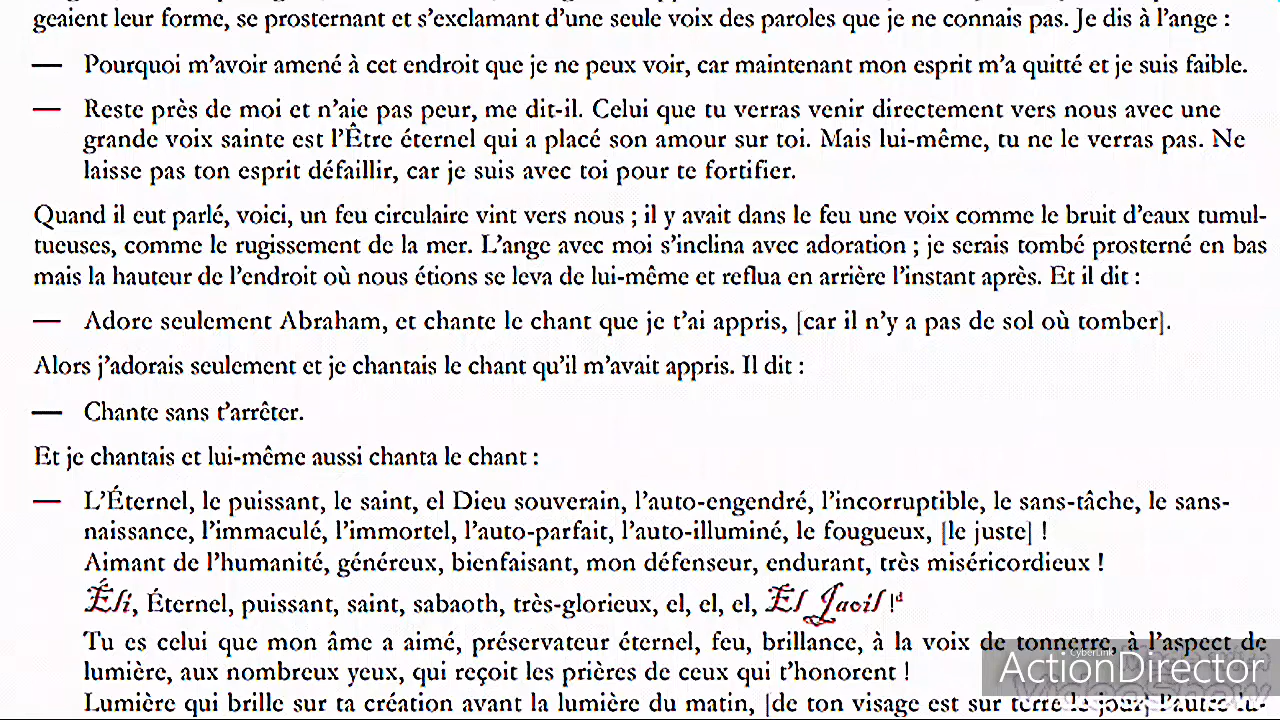 geaient leur forme, se prosternant et s’exclamant d’une seule voix des paroles que je ne connais pas. Je dis à l’ange :
— Pourquoi m’avoir amené à cet endroit que je ne peux voir, car maintenant mon esprit m’a quitté et je suis faible.
— Reste près de moi et n’aie pas peur, me dit-il. Celui que tu verras venir directement vers nous avec une
grande voix sainte est l’Être éternel qui a placé son amour sur toi. Mais lui-même, tu ne le verras pas. Ne
laisse pas ton esprit défaillir, car je suis avec toi pour te fortifier.
Quand il eut parlé, voici, un feu circulaire vint vers nous ; il y avait dans le feu une voix comme le bruit d’eaux tumul-
tueuses, comme le rugissement de la mer. L’ange avec moi s’inclina avec adoration ; je serais tombé prosterné en bas
mais la hauteur de l’endroit où nous étions se leva de lui-même et reflua en arrière l’instant après. Et il dit :
— Adore seulement Abraham, et chante le chant que je t’ai appris, [car il n’y a pas de sol où tomber].
Alors j’adorais seulement et je chantais le chant qu’il m’avait appris. Il dit :
— Chante sans t’arrêter.
Et je chantais et lui-même aussi chanta le chant :
— L’Éternel, le puissant, le saint, el Dieu souverain, l’auto-engendré, l’incorruptible, le sans-tâche, le sans-
naissance, l’immaculé, l’immortel, l’auto-parfait, l’auto-illuminé, le fougueux, [le juste] !
Aimant de l’humanité, généreux, bienfaisant, mon défenseur, endurant, très miséricordieux !
Éli, Éternel, puissant, saint, sabaoth, très-glorieux, el, el, el, El Jaoil !ᵈ
Tu es celui que mon âme a aimé, préservateur éternel, feu, brillance, à la voix de tonnerre, à l’aspect de
lumière, aux nombreux yeux, qui reçoit les prières de ceux qui t’honorent !
CyberLink
ActionDirector
Lumière qui brille sur ta création avant la lumière du matin, [de ton visage est sur terre le jour] l’autre lu-